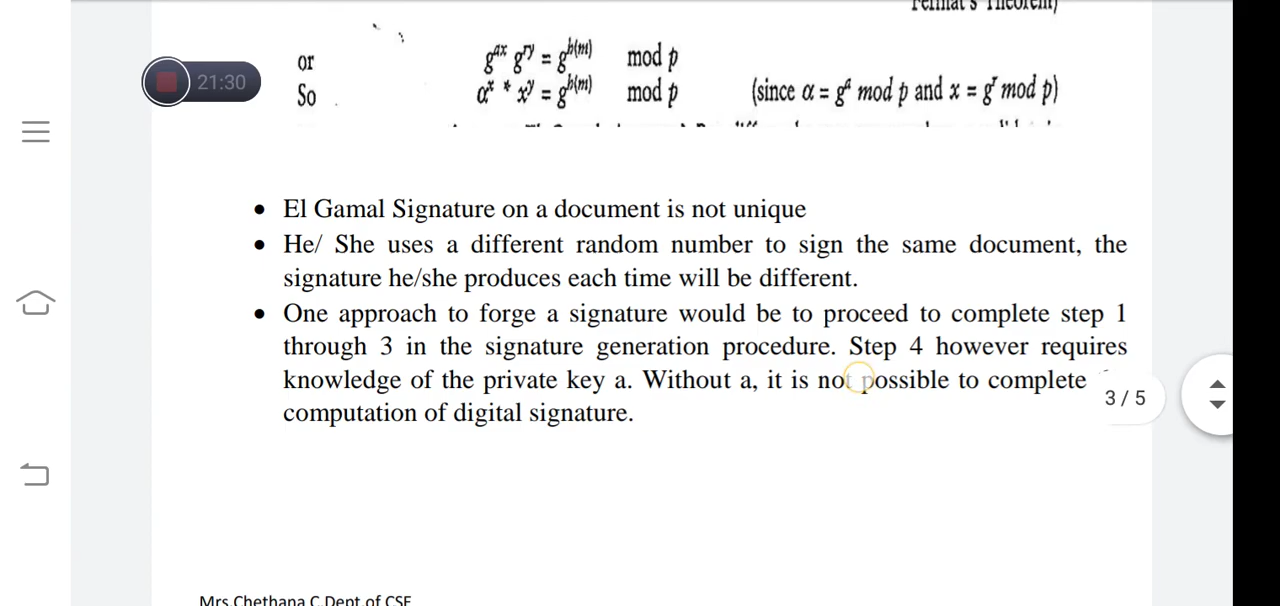 21:30
or g^{ax} g^{ry} = g^{h(m)} mod p
So α^x * x^y = g^{h(m)} mod p (since α = g^a mod p and x = g^r mod p)
• El Gamal Signature on a document is not unique
• He/ She uses a different random number to sign the same document, the
signature he/she produces each time will be different.
• One approach to forge a signature would be to proceed to complete step 1
through 3 in the signature generation procedure. Step 4 however requires
knowledge of the private key a. Without a, it is not possible to complete
computation of digital signature.
3 / 5
Mrs.Chethana C,Dept.of CSE